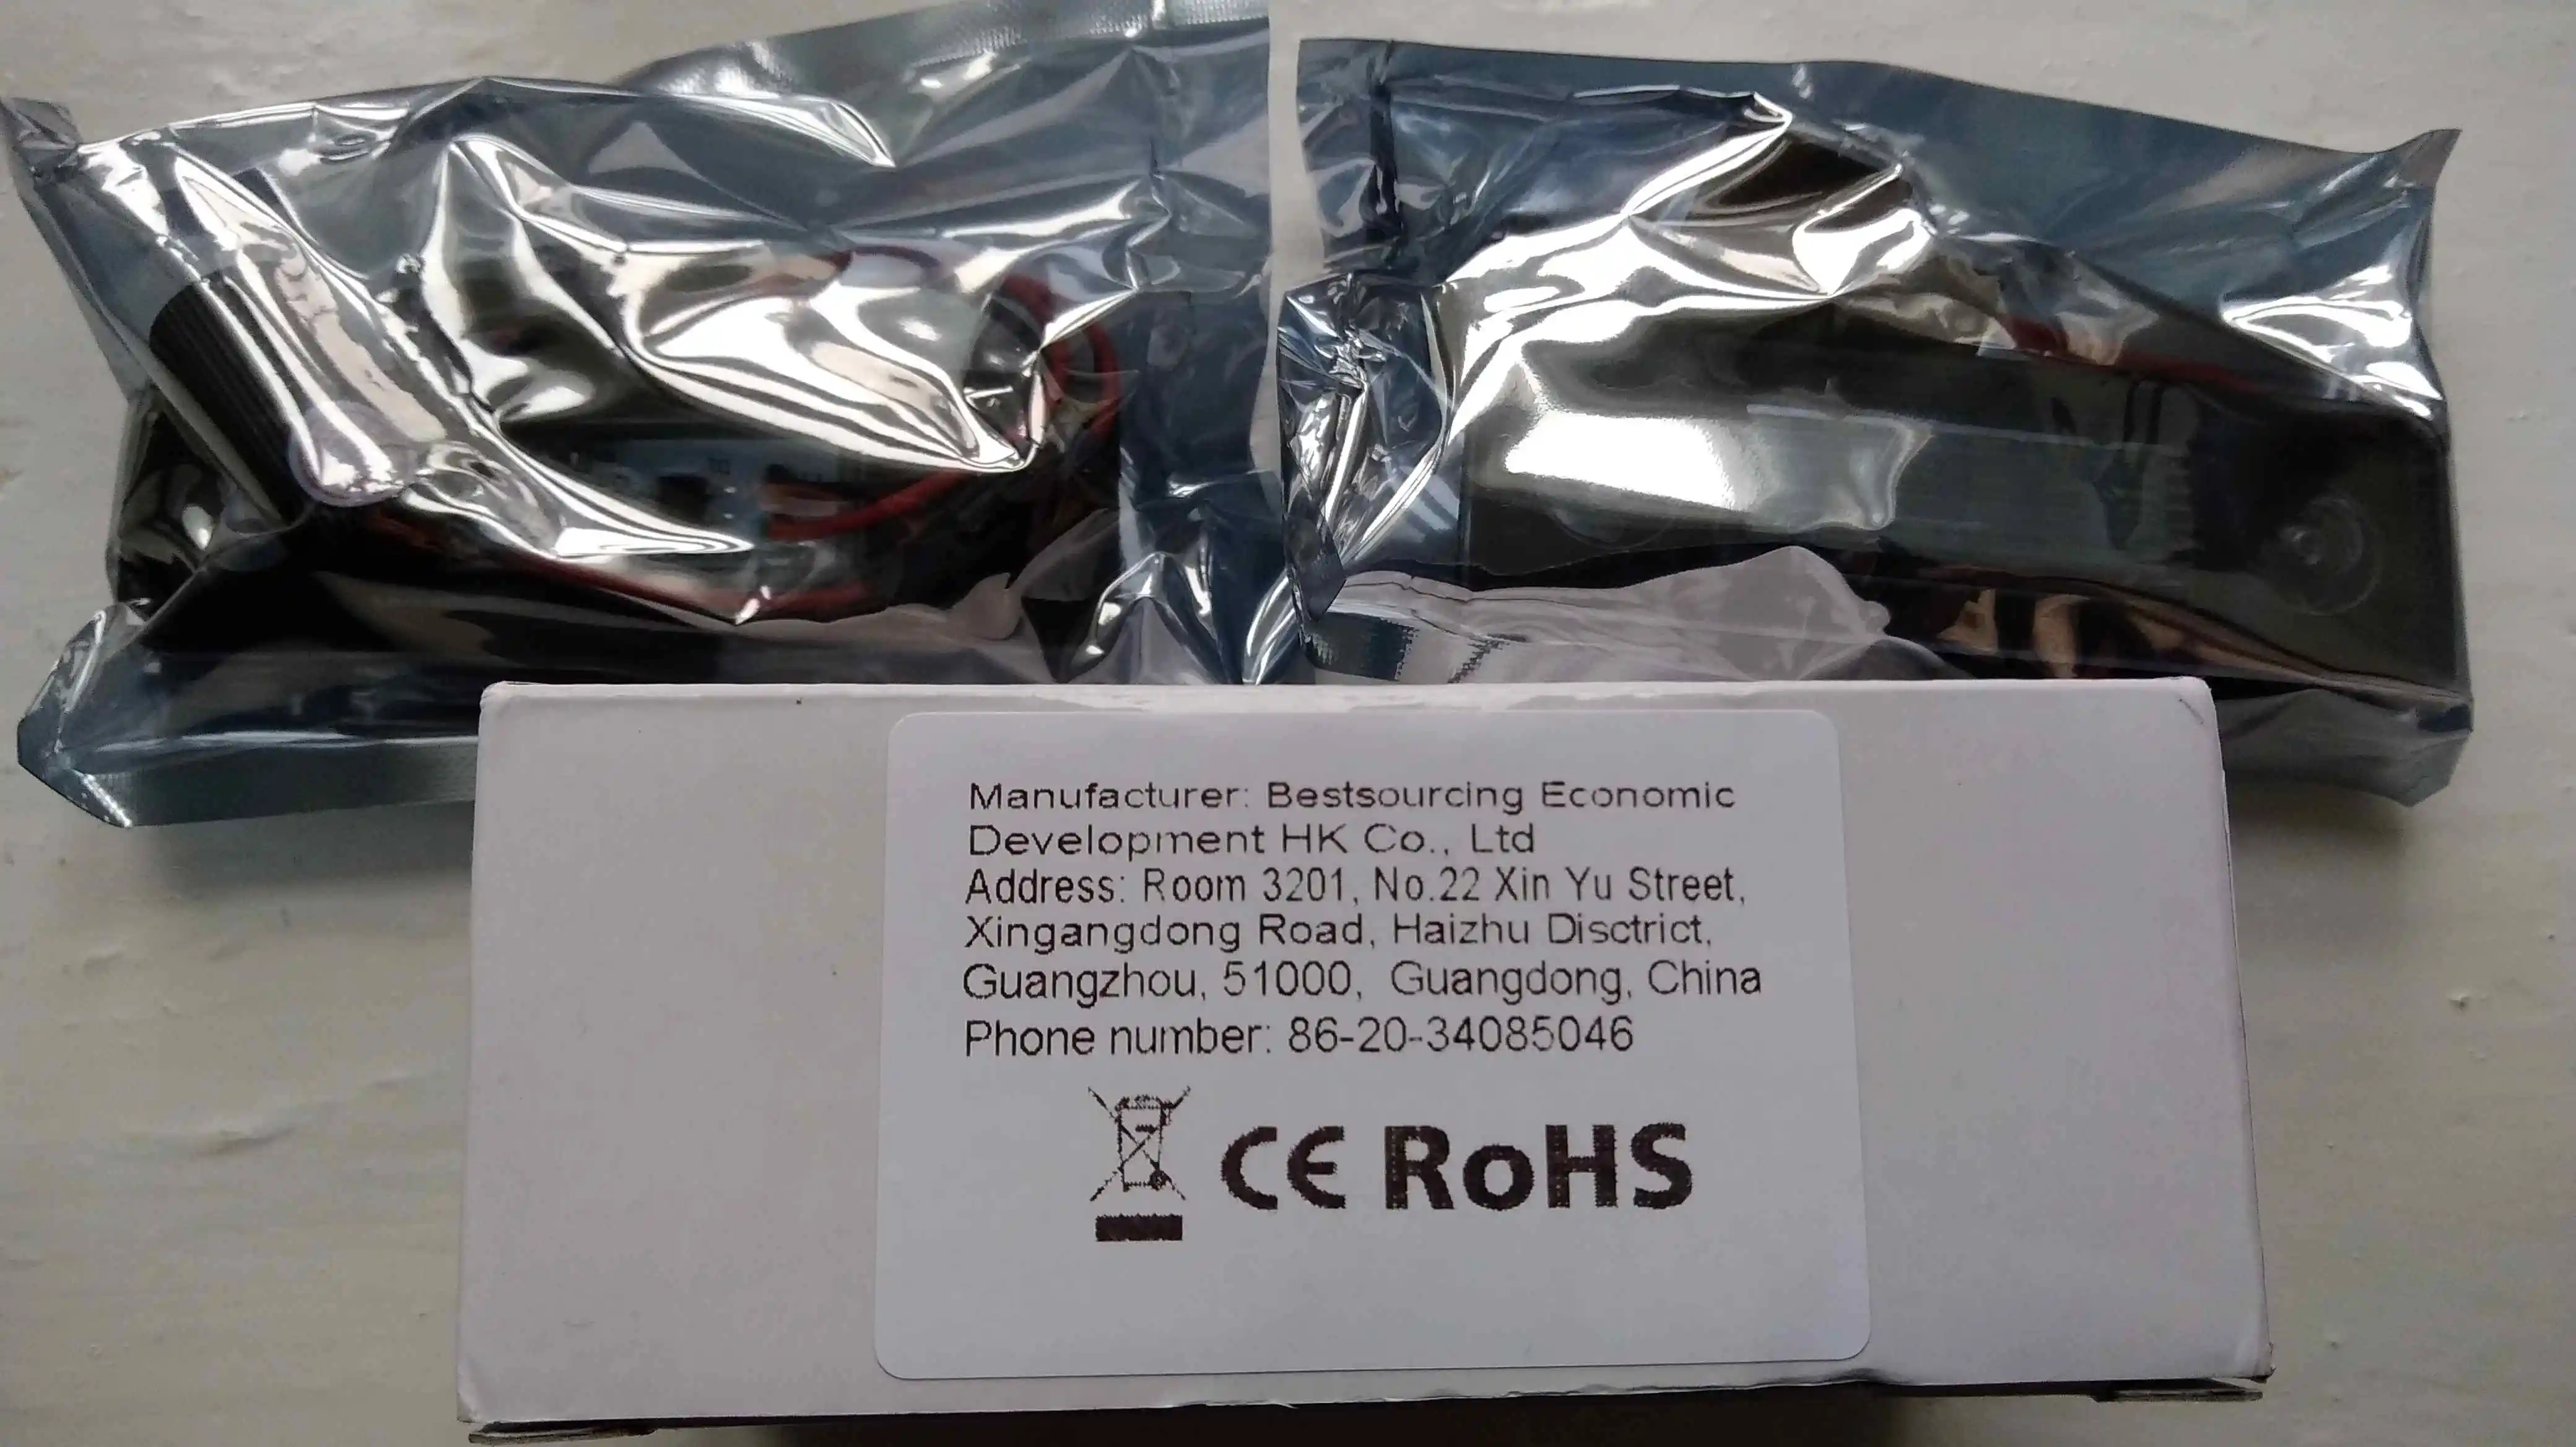 Manufacturer: Bestsourcing Economic
Development HK Co., Ltd
Address: Room 3201, No.22 Xin Yu Street,
Xingangdong Road, Haizhu Disctrict,
Guangzhou, 51000, Guangdong, China
Phone number: 86-20-34085046
CE RoHS